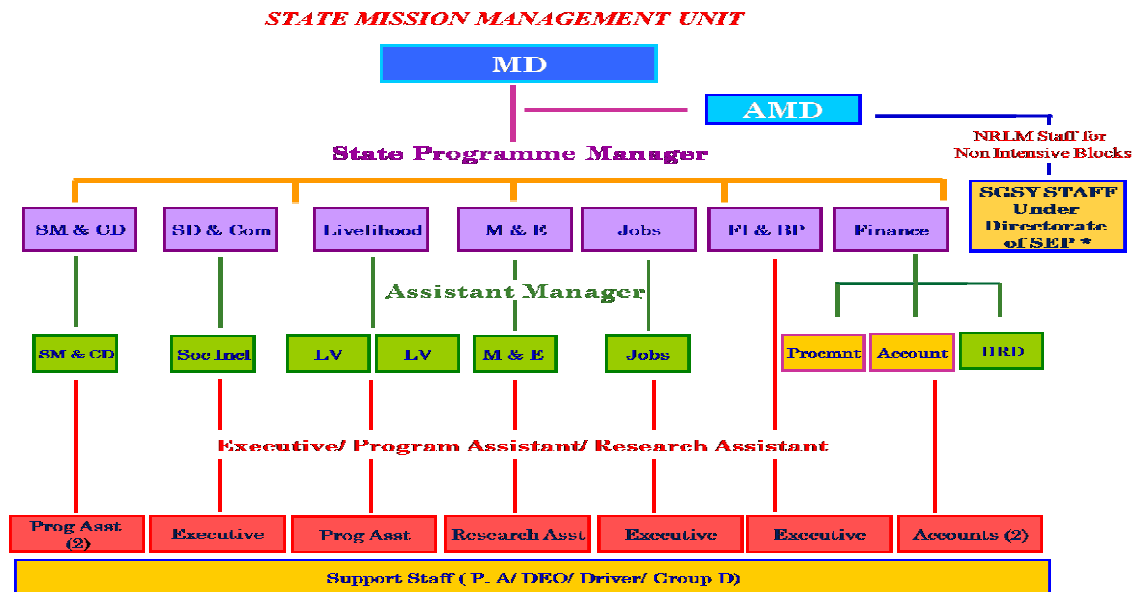 STATE MISSION MANAGEMENT UNIT
MD
AMD
NRLM Staff for
Non Intensive Blocks
State Programme Manager
SGSY STAFF
Under
Directorate
of SEP *
SM & CD
SD & Com
Livelihood
M & E
Jobs
FI & BP
Finance
Assistant Manager
SM & CD
Soc Incl
LV
LV
M & E
Jobs
Procmnt
Account
HRD
Executive/ Program Assistant/ Research Assistant
Prog Asst
(2)
Executive
Prog Asst
Research Asst
Executive
Executive
Accounts (2)
Support Staff ( P. A/ DEO/ Driver/ Group D)